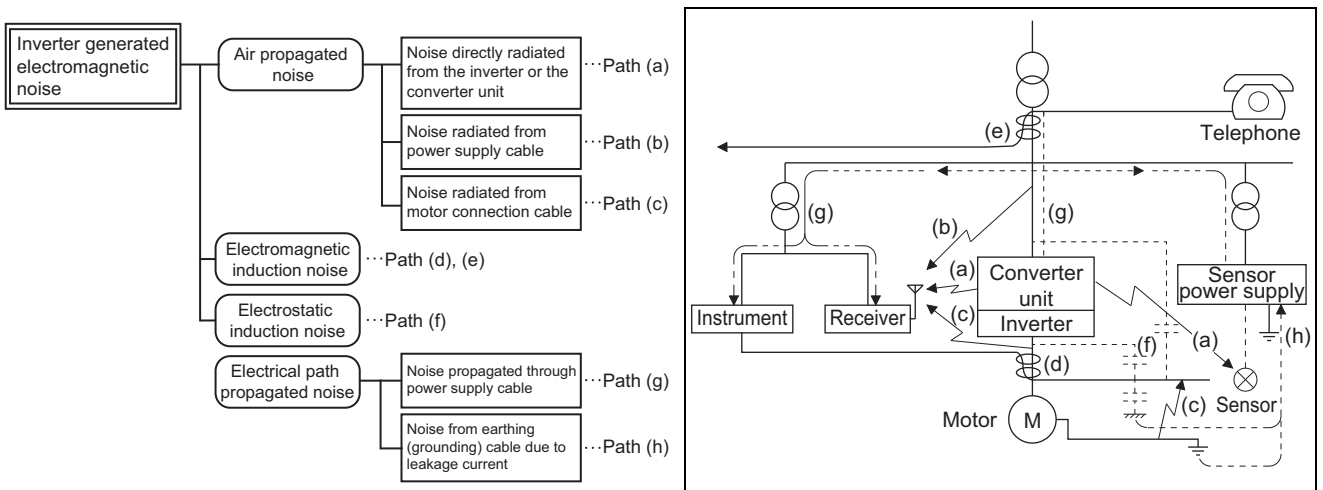 Inverter generated
electromagnetic
noise
Air propagated
noise
Noise directly radiated
from the inverter or the
converter unit
···Path (a)
Noise radiated from
power supply cable
···Path (b)
Noise radiated from
motor connection cable
···Path (c)
Electromagnetic
induction noise
···Path (d), (e)
Electrostatic
induction noise
···Path (f)
Electrical path
propagated noise
Noise propagated through
power supply cable
···Path (g)
Noise from earthing
(grounding) cable due to
leakage current
···Path (h)
Telephone
(e)
(g)
(g)
(b)
(a)
(c)
Converter
unit
Inverter
Sensor
power supply
Instrument
Receiver
(h)
(f)
(a)
(d)
(c)
Sensor
Motor
M